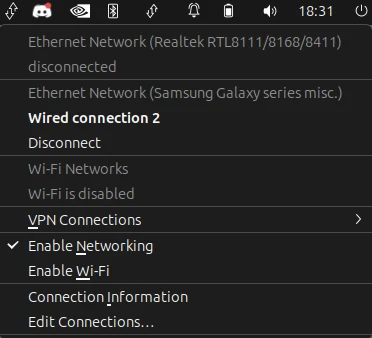 18:31
Ethernet Network (Realtek RTL8111/8168/8411)
disconnected
Ethernet Network (Samsung Galaxy series misc.)
Wired connection 2
Disconnect
Wi-Fi Networks
Wi-Fi is disabled
VPN Connections
Enable Networking
Enable Wi-Fi
Connection Information
Edit Connections…